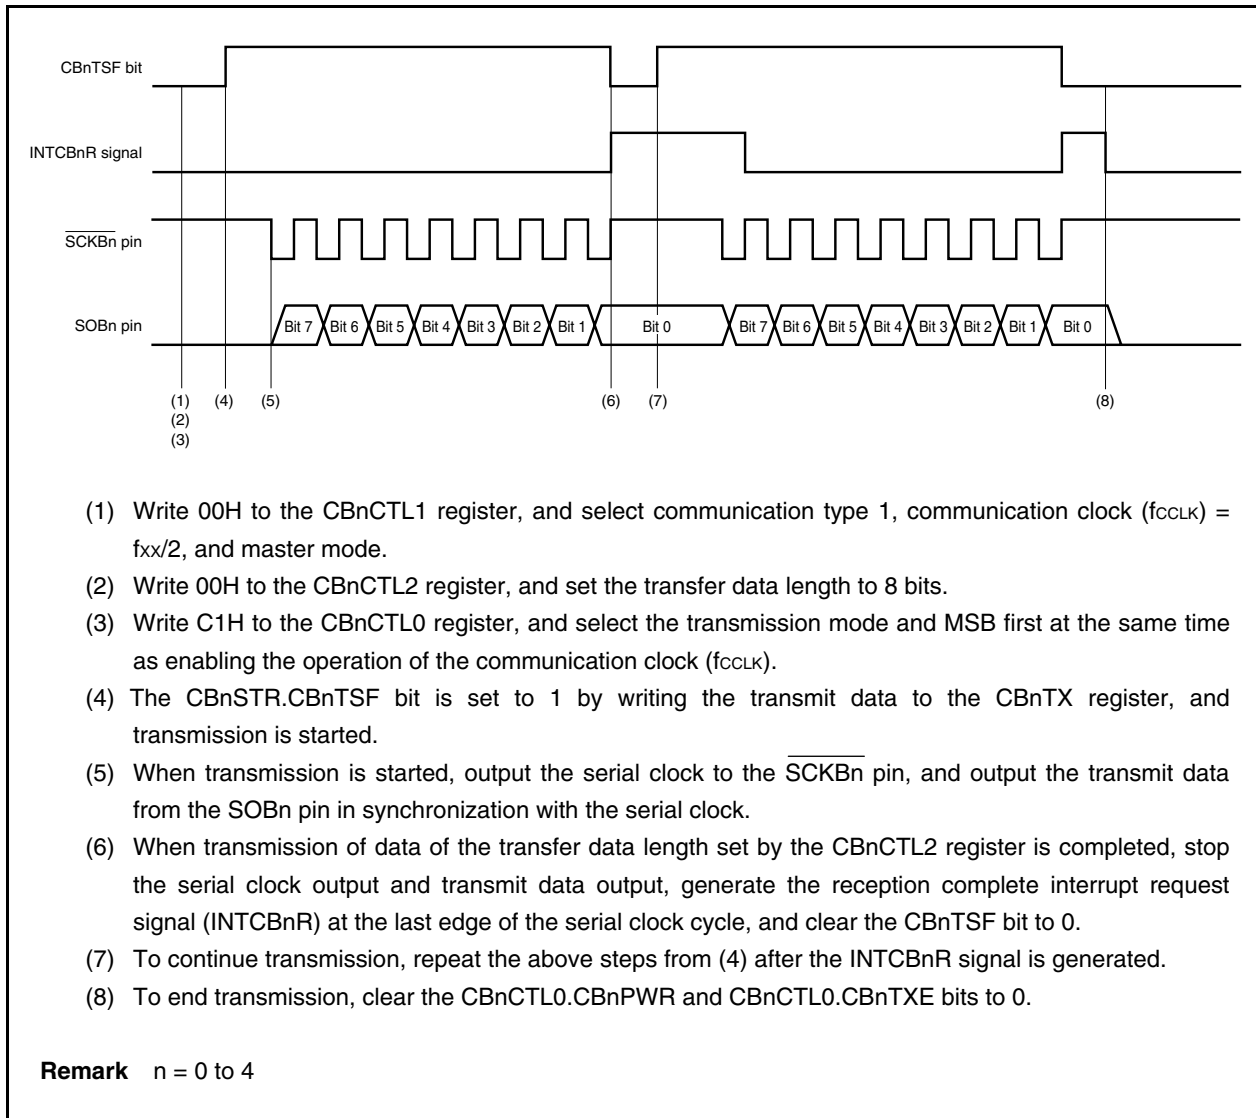 CBnTSF bit
INTCBnR signal
SCKBn pin
SOBn pin
Bit 7 Bit 6 Bit 5 Bit 4 Bit 3 Bit 2 Bit 1 Bit 0 Bit 7 Bit 6 Bit 5 Bit 4 Bit 3 Bit 2 Bit 1 Bit 0
(1) (4) (5) (6) (7) (8)
(2)
(3)
(1) Write 00H to the CBnCTL1 register, and select communication type 1, communication clock (fCCLK) =
fXX/2, and master mode.
(2) Write 00H to the CBnCTL2 register, and set the transfer data length to 8 bits.
(3) Write C1H to the CBnCTL0 register, and select the transmission mode and MSB first at the same time
as enabling the operation of the communication clock (fCCLK).
(4) The CBnSTR.CBnTSF bit is set to 1 by writing the transmit data to the CBnTX register, and
transmission is started.
(5) When transmission is started, output the serial clock to the SCKBn pin, and output the transmit data
from the SOBn pin in synchronization with the serial clock.
(6) When transmission of data of the transfer data length set by the CBnCTL2 register is completed, stop
the serial clock output and transmit data output, generate the reception complete interrupt request
signal (INTCBnR) at the last edge of the serial clock cycle, and clear the CBnTSF bit to 0.
(7) To continue transmission, repeat the above steps from (4) after the INTCBnR signal is generated.
(8) To end transmission, clear the CBnCTL0.CBnPWR and CBnCTL0.CBnTXE bits to 0.
Remark n = 0 to 4